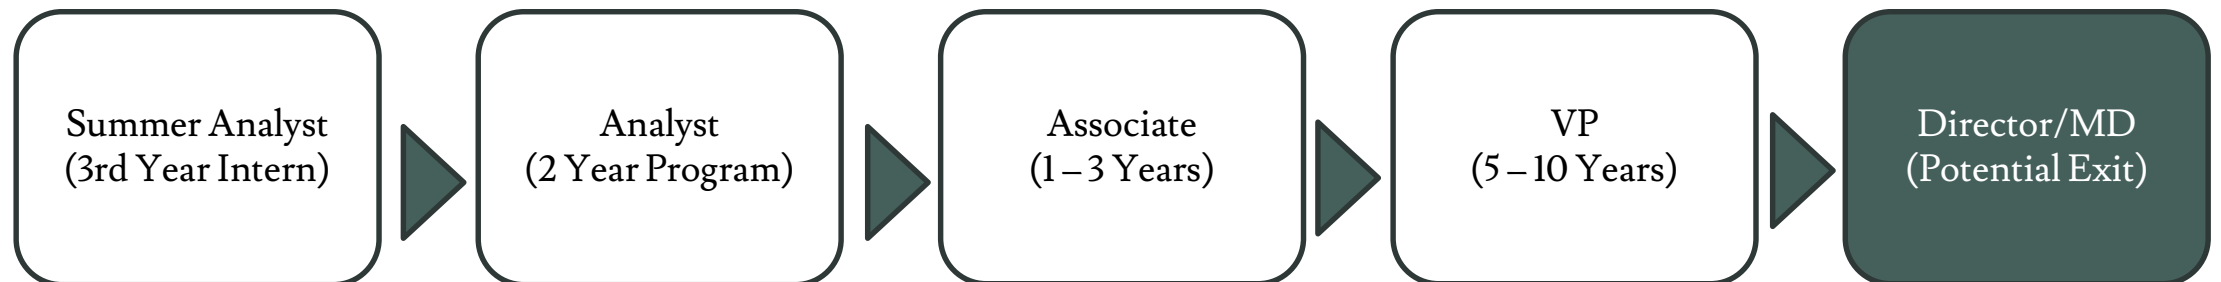 Summer Analyst
(3rd Year Intern)
Analyst
(2 Year Program)
Associate
(1 – 3 Years)
VP
(5 – 10 Years)
Director/MD
(Potential Exit)